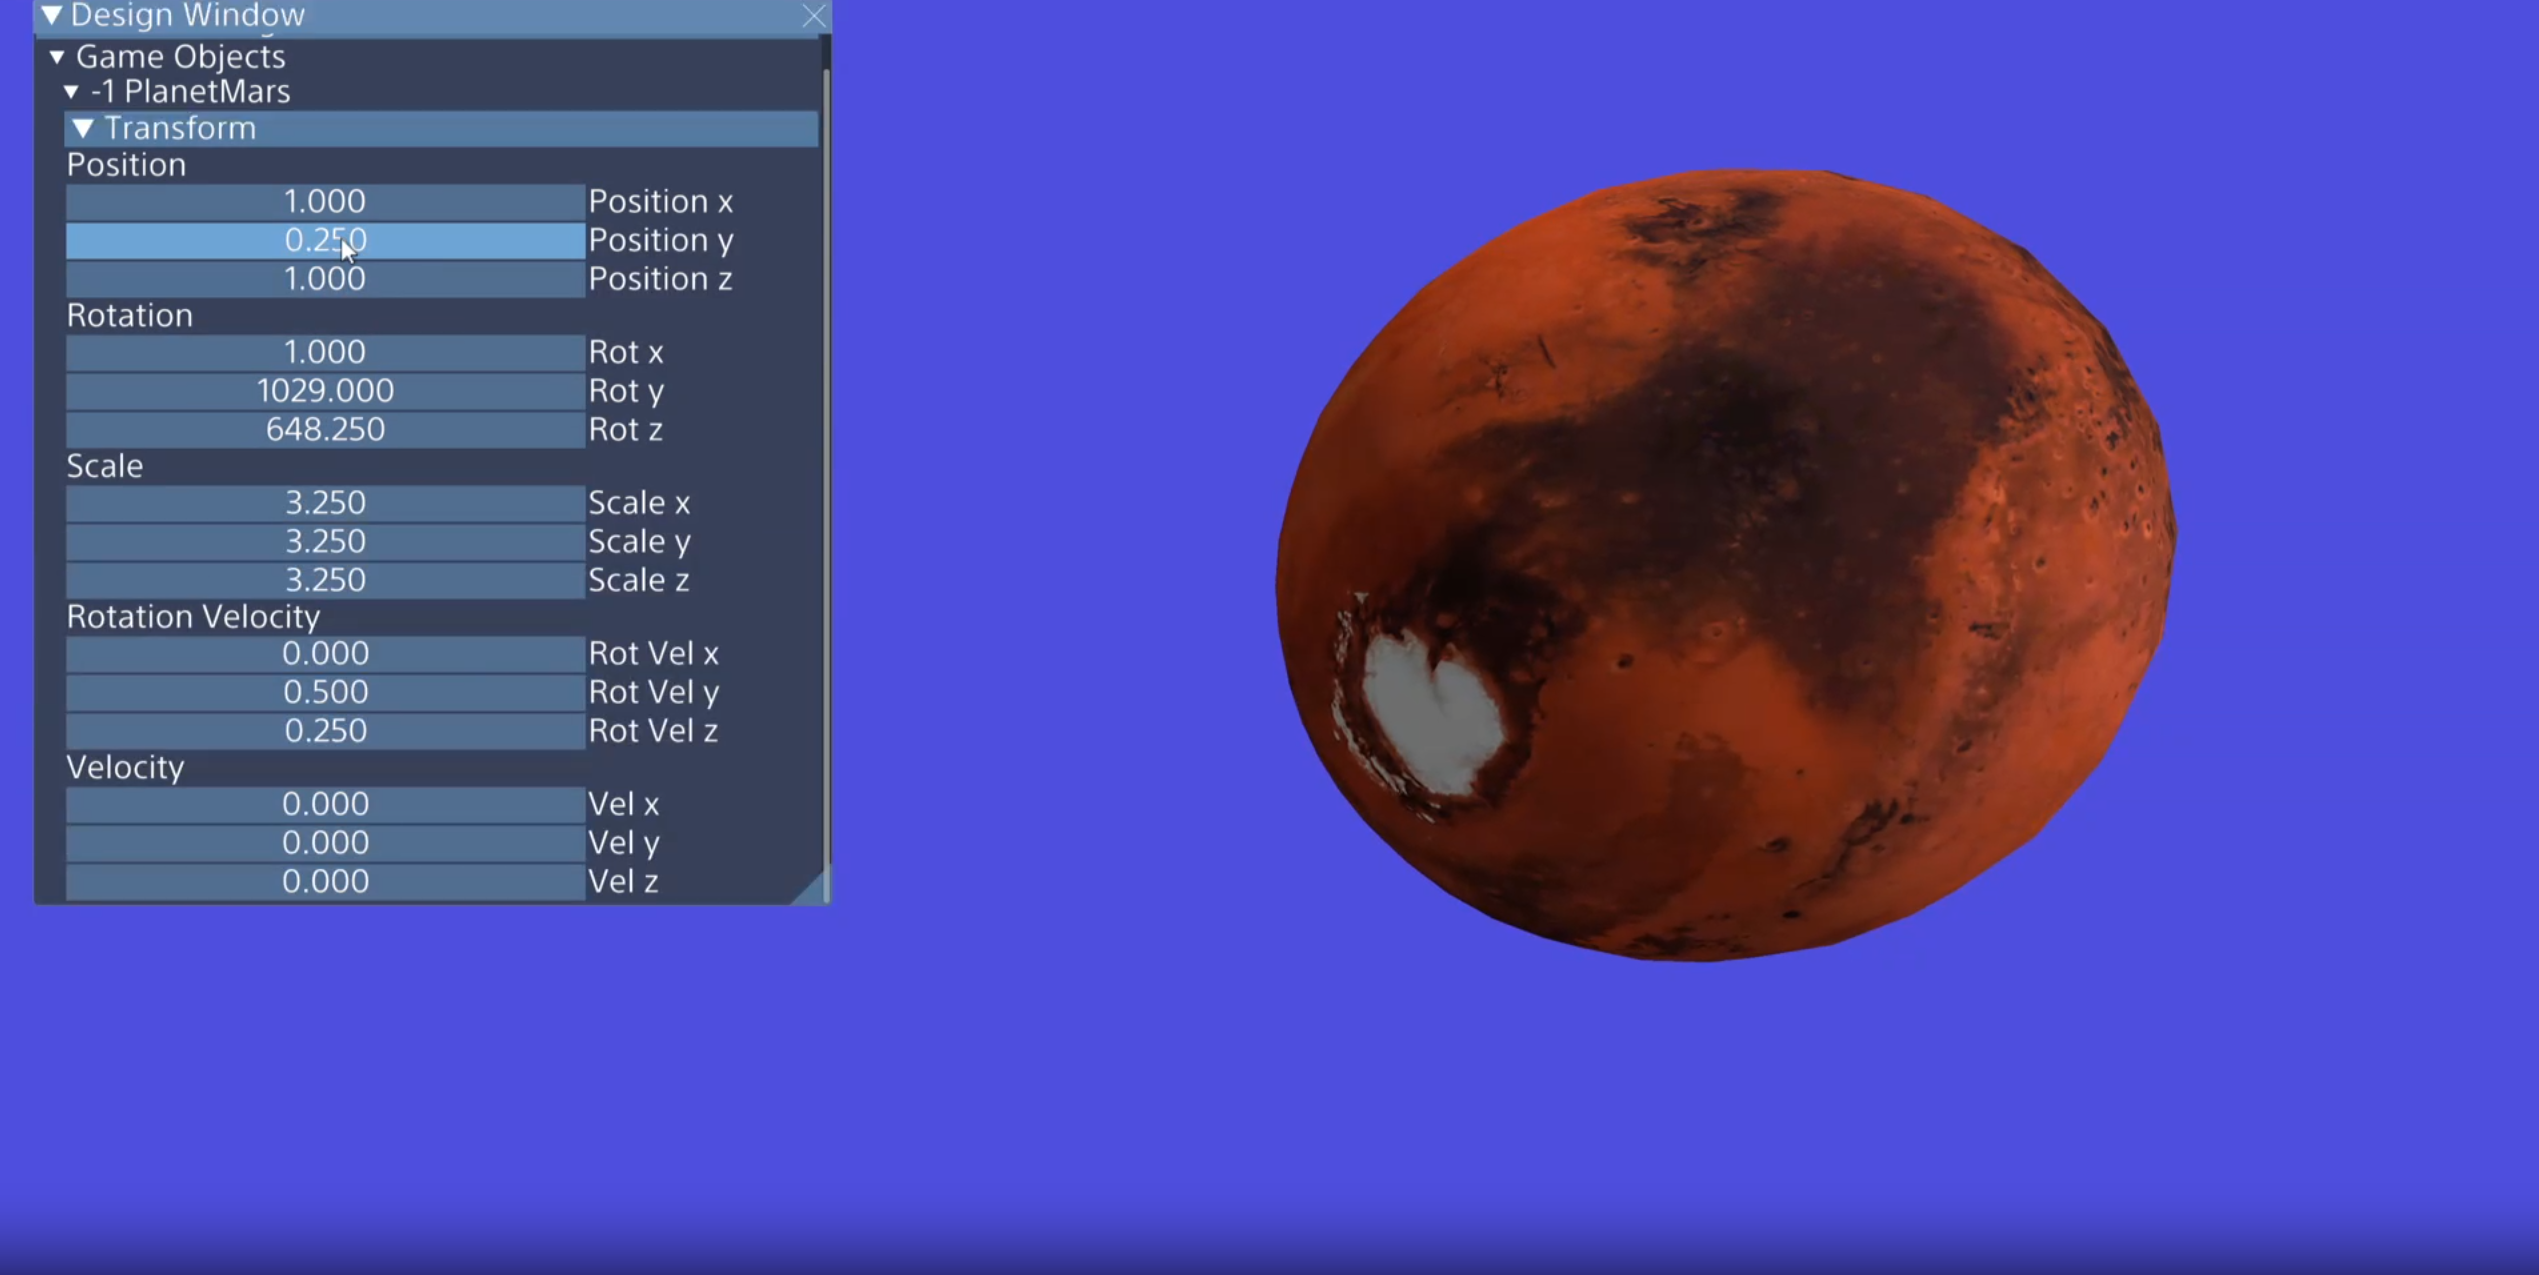 Design Window
Game Objects
-1 PlanetMars
Transform
Position
1.000 Position x
0.250 Position y
1.000 Position z
Rotation
1.000 Rot x
1029.000 Rot y
648.250 Rot z
Scale
3.250 Scale x
3.250 Scale y
3.250 Scale z
Rotation Velocity
0.000 Rot Vel x
0.500 Rot Vel y
0.250 Rot Vel z
Velocity
0.000 Vel x
0.000 Vel y
0.000 Vel z